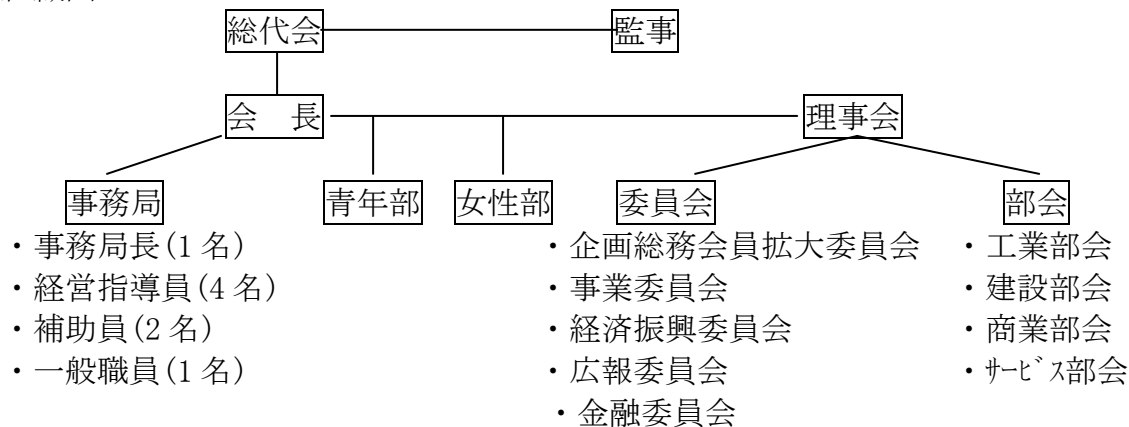 総代会 監事
会　長 理事会
事務局 青年部 女性部 委員会 部会
・事務局長(1名) ・企画総務会員拡大委員会 ・工業部会
・経営指導員(4名) ・事業委員会 ・建設部会
・補助員(2名) ・経済振興委員会 ・商業部会
・一般職員(1名) ・広報委員会 ・ｻｰﾋﾞｽ部会
・金融委員会